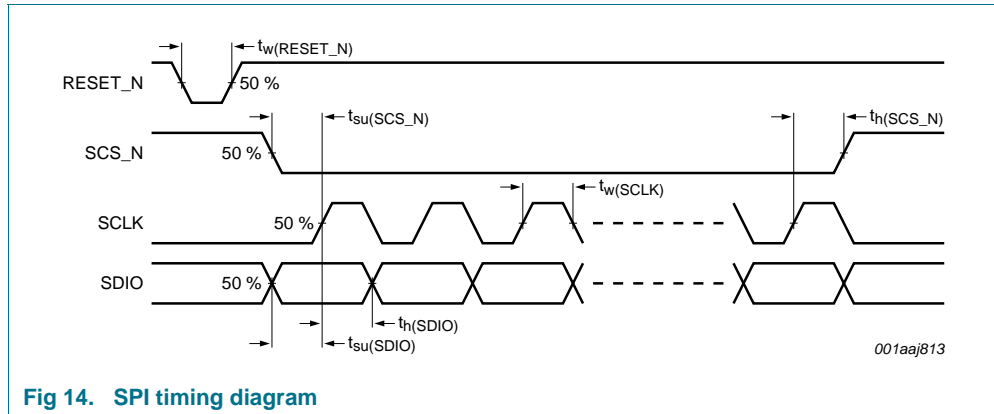 tw(RESET_N)
RESET_N
50 %
tsu(SCS_N)
th(SCS_N)
SCS_N
50 %
tw(SCLK)
SCLK
50 %
SDIO
50 %
th(SDIO)
tsu(SDIO)
001aaj813
Fig 14. SPI timing diagram